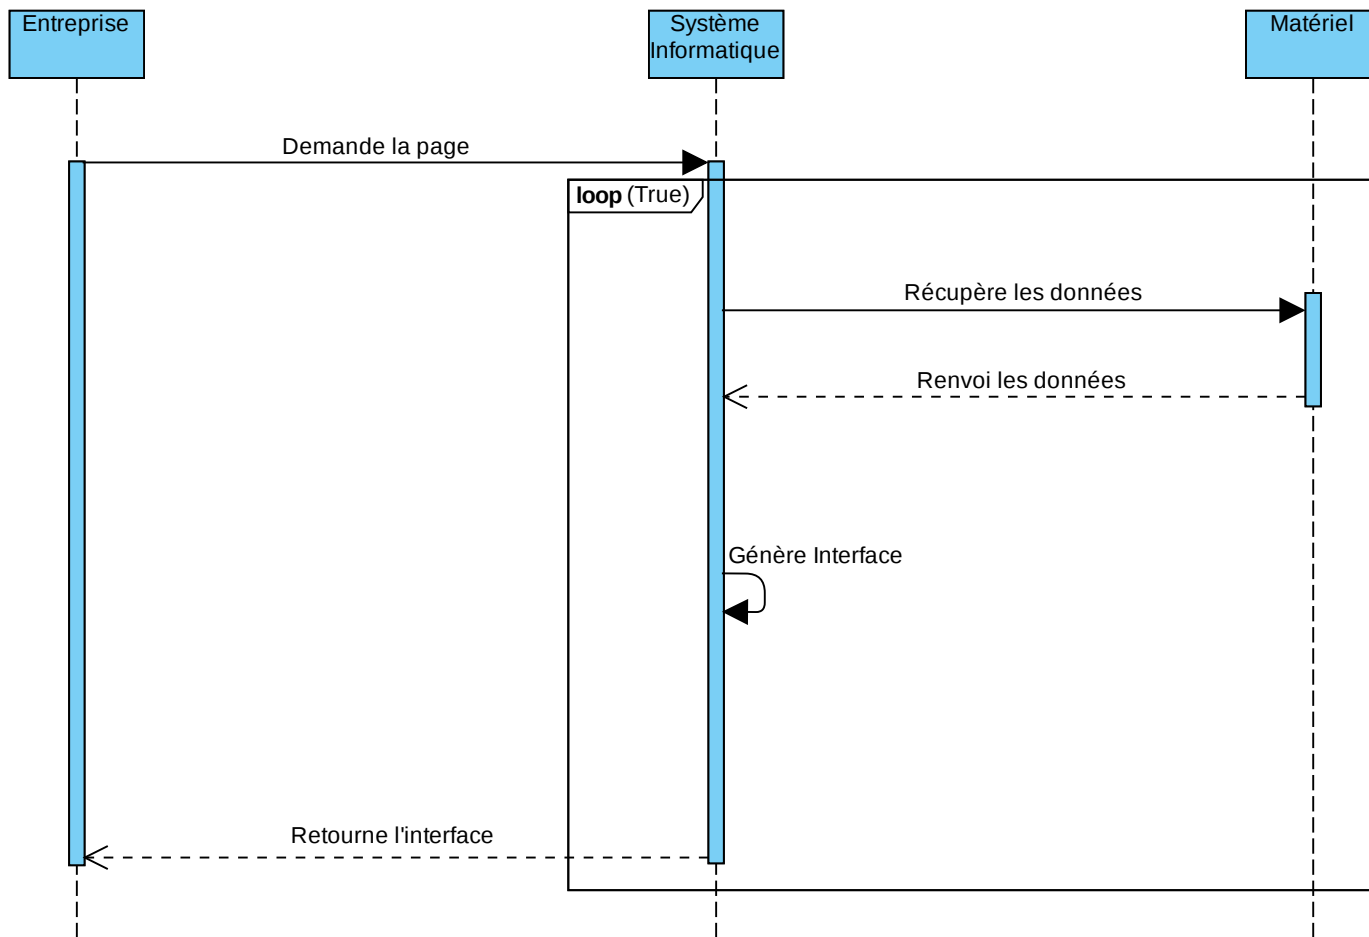 Entreprise
Système
Informatique
Matériel
Demande la page
loop (True)
Récupère les données
Renvoi les données
Génère Interface
Retourne l'interface